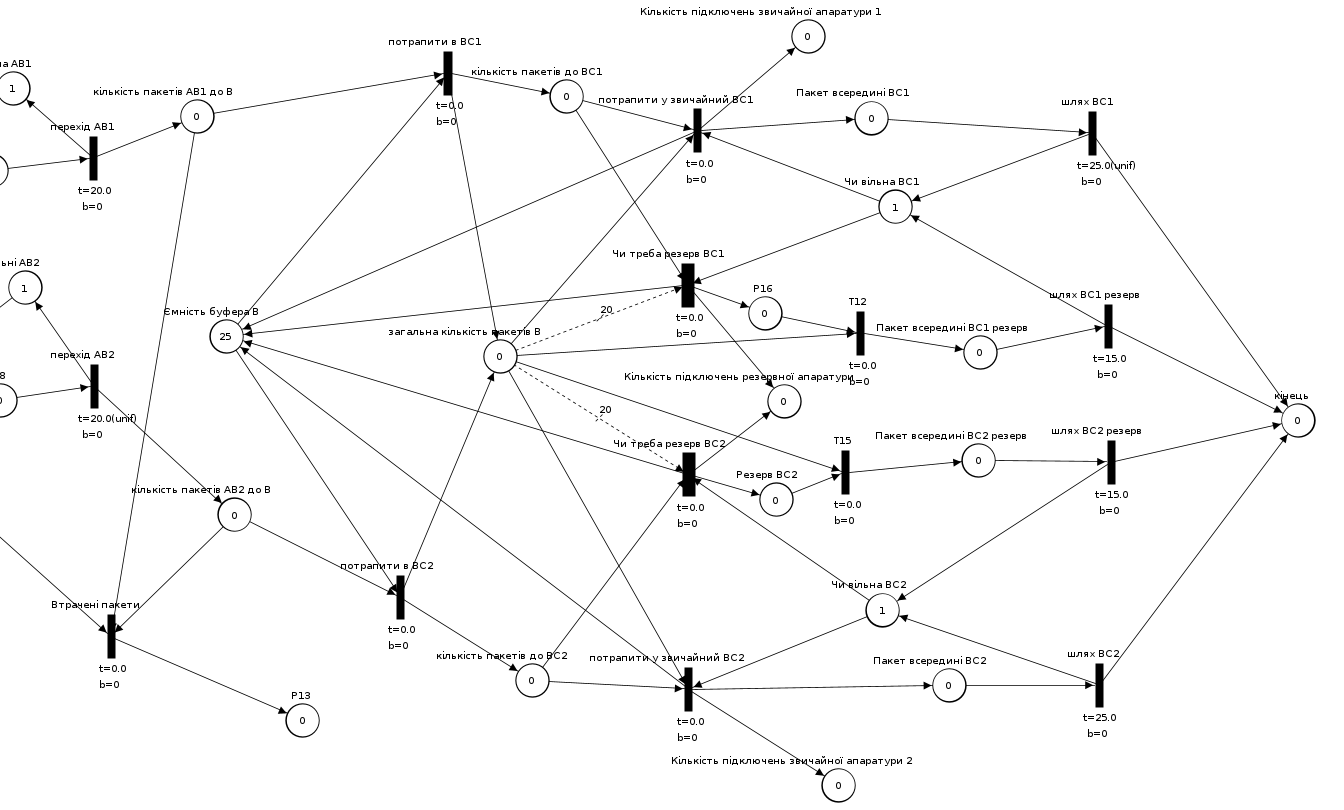 Кількість підключень звичайної апаратури 1
0
потрапити в ВС1
t=0.0
b=0
на АВ1
1
кількість пакетів АВ1 до В
0
кількість пакетів до ВС1
0
потрапити у звичайний ВС1
t=0.0
b=0
Пакет всередині ВС1
0
шлях ВС1
t=25.0(unif)
b=0
перехід АВ1
t=20.0
b=0
Чи вільна ВС1
1
ьні АВ2
1
Ємність буфера В
25
загальна кількість пакетів В
0
Чи треба резерв ВС1
t=0.0
b=0
20
P16
0
T12
t=0.0
b=0
Пакет всередині ВС1 резерв
0
шлях ВС1 резерв
t=15.0
b=0
перехід АВ2
t=20.0(unif)
b=0
8
0
Кількість підключень резервної апаратури
0
кінець
0
20
Чи треба резерв ВС2
t=0.0
b=0
Резерв ВС2
0
T15
t=0.0
b=0
Пакет всередині ВС2 резерв
0
шлях ВС2 резерв
t=15.0
b=0
кількість пакетів АВ2 до В
0
потрапити в ВС2
t=0.0
b=0
Втрачені пакети
t=0.0
b=0
Чи вільна ВС2
1
кількість пакетів до ВС2
0
потрапити у звичайний ВС2
t=0.0
b=0
Пакет всередині ВС2
0
шлях ВС2
t=25.0
b=0
P13
0
Кількість підключень звичайної апаратури 2
0